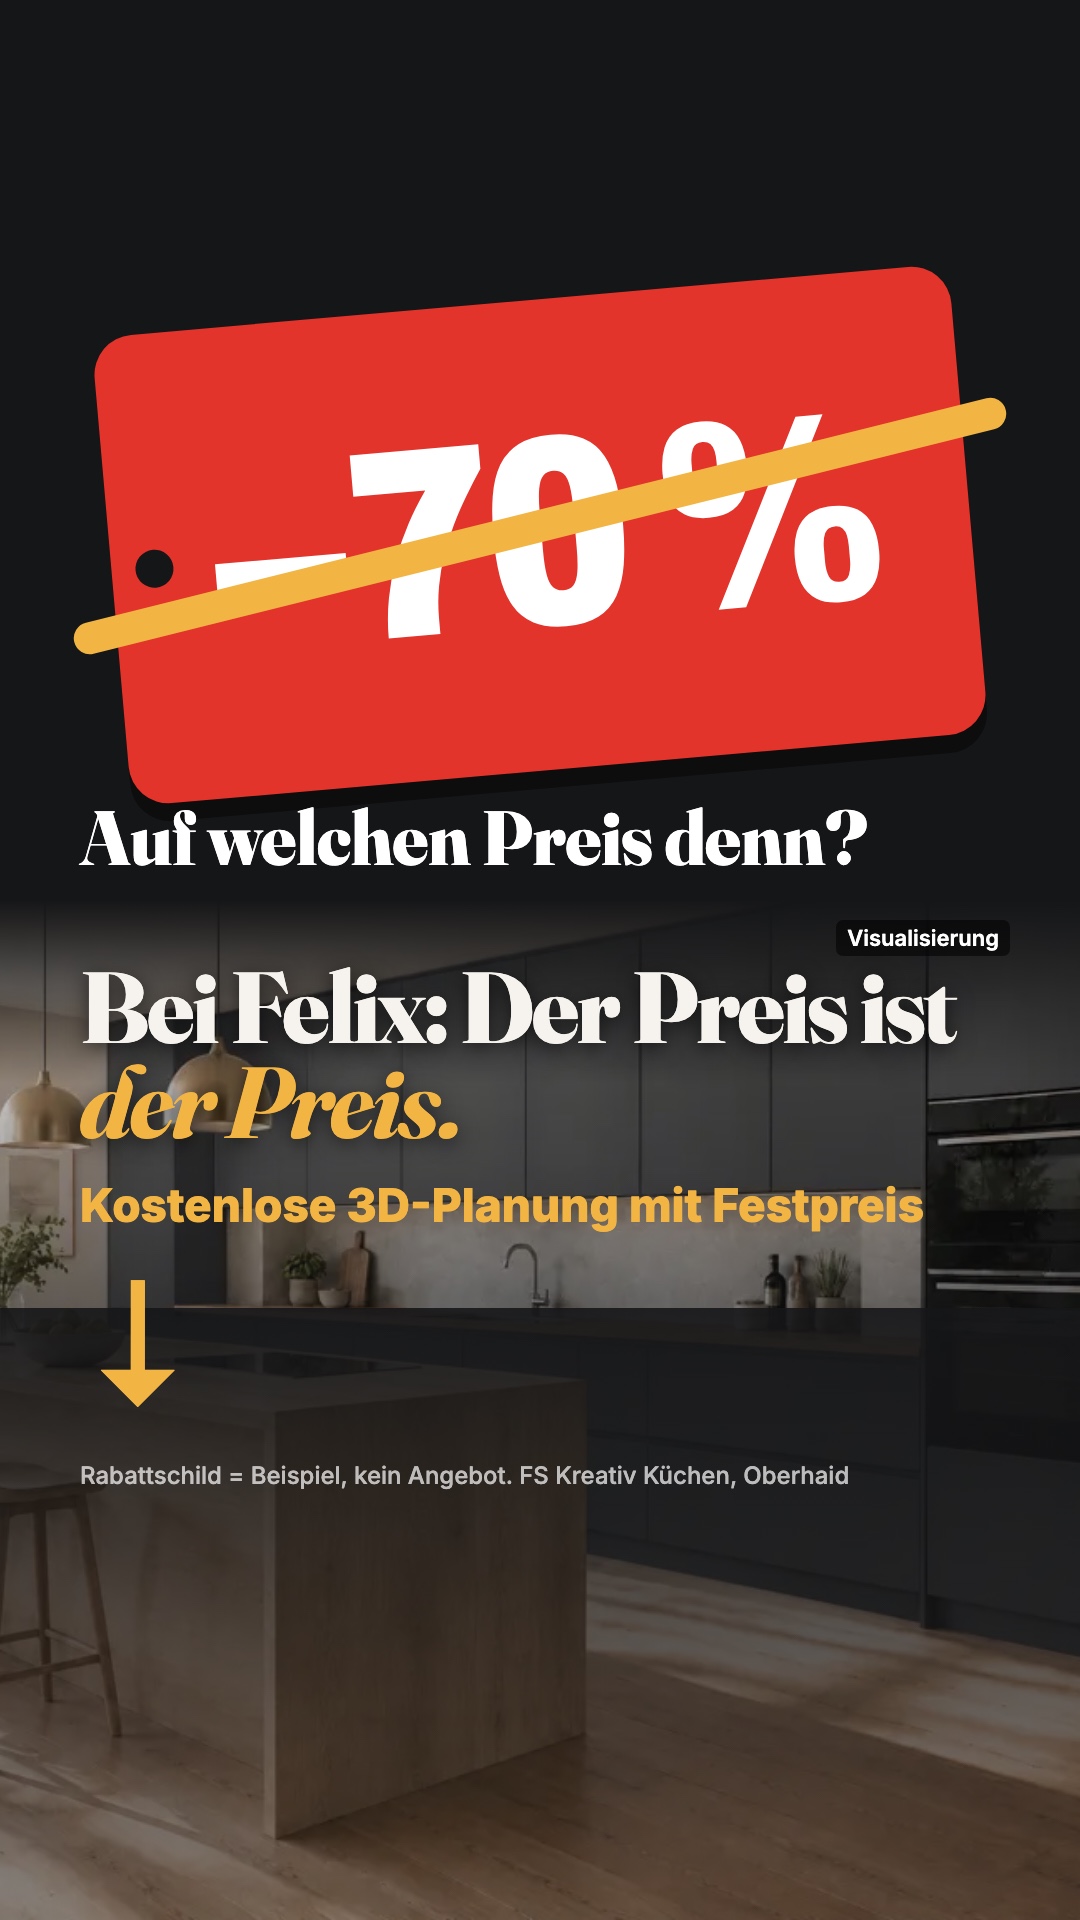 –70 %
Auf welchen Preis denn?
Visualisierung
Bei Felix: Der Preis ist
der Preis.
Kostenlose 3D-Planung mit Festpreis
Rabattschild = Beispiel, kein Angebot. FS Kreativ Küchen, Oberhaid